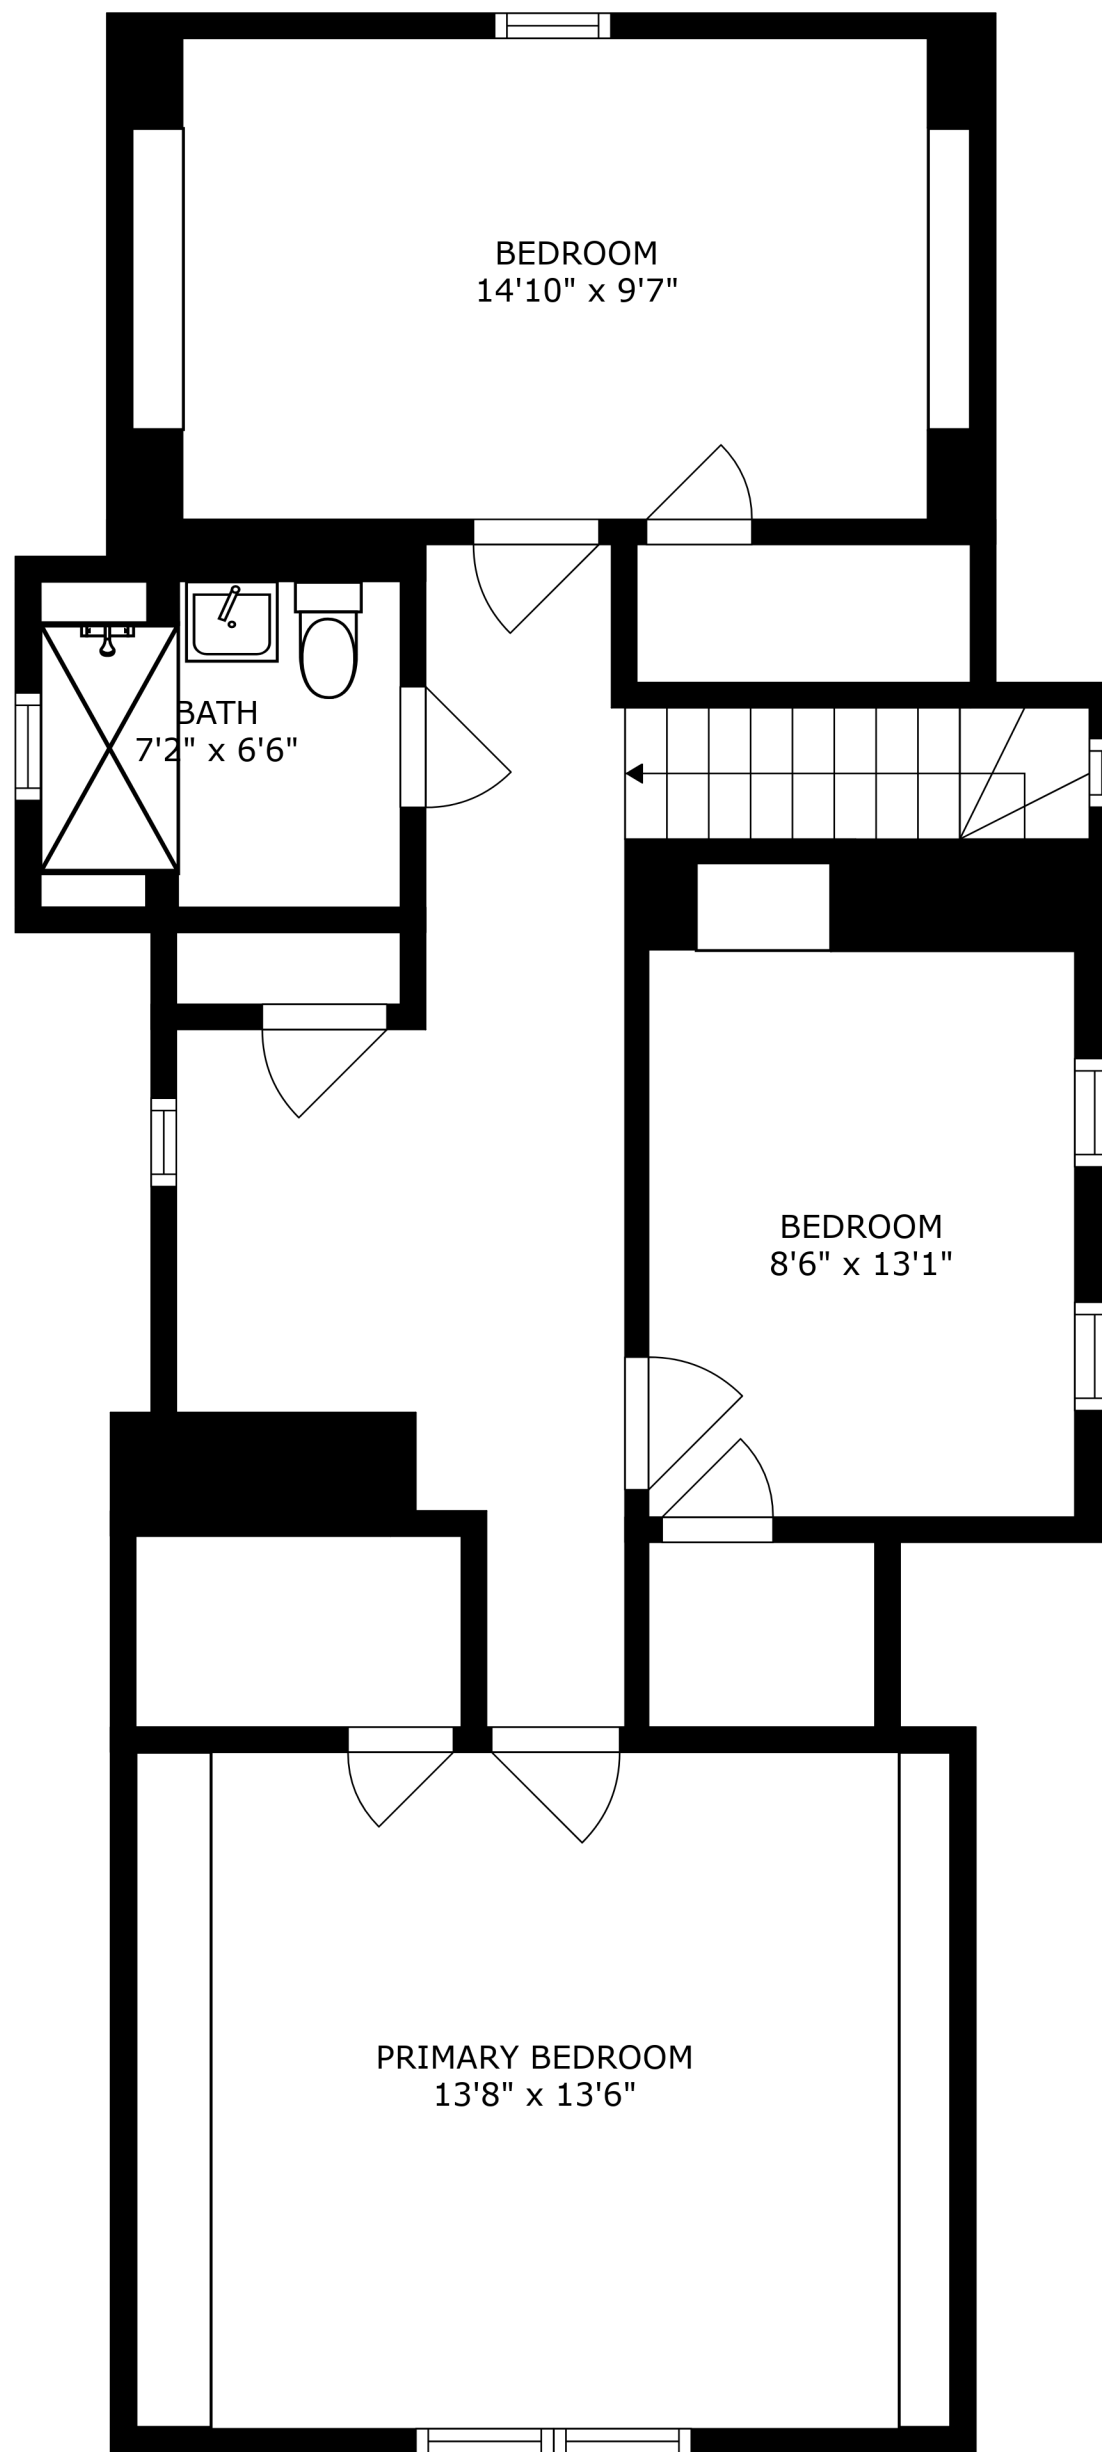 BEDROOM
14'10" x 9'7"
BATH
7'2" x 6'6"
BEDROOM
8'6" x 13'1"
PRIMARY BEDROOM
13'8" x 13'6"